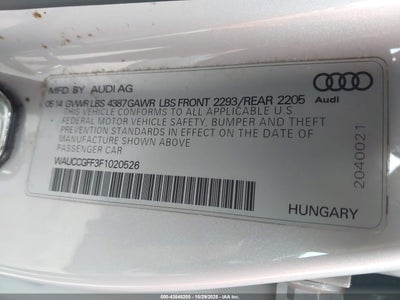 MFD. BY AUDI AG
05 14 GVWR LBS 4387 GAWR LBS FRONT 2293/REAR 2205 Audi
THIS VEHICLE CONFORMS TO ALL APPLICABLE U.S.
FEDERAL MOTOR VEHICLE SAFETY, BUMPER AND THEFT
PREVENTION STANDARDS IN EFFECT ON THE DATE OF
MANUFACTURE SHOWN ABOVE.
PASSENGER CAR
WAUCCGFF3F1020526
2040021
HUNGARY